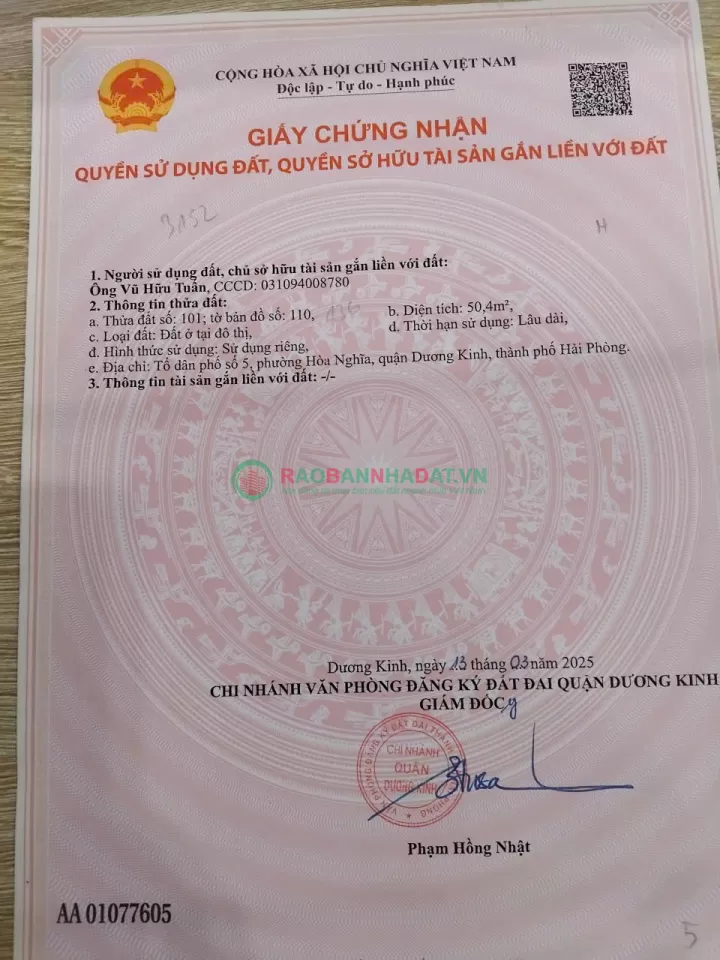 CỘNG HÒA XÃ HỘI CHỦ NGHĨA VIỆT NAM
Độc lập - Tự do - Hạnh phúc
GIẤY CHỨNG NHẬN
QUYỀN SỬ DỤNG ĐẤT, QUYỀN SỞ HỮU TÀI SẢN GẮN LIỀN VỚI ĐẤT
3152
H
1. Người sử dụng đất, chủ sở hữu tài sản gắn liền với đất:
Ông Vũ Hữu Tuấn, CCCD: 031094008780
2. Thông tin thửa đất:
a. Thửa đất số: 101; tờ bản đồ số: 110,
b. Diện tích: 50,4m²,
c. Loại đất: Đất ở tại đô thị,
d. Thời hạn sử dụng: Lâu dài,
đ. Hình thức sử dụng: Sử dụng riêng,
e. Địa chỉ: Tổ dân phố số 5, phường Hòa Nghĩa, quận Dương Kinh, thành phố Hải Phòng.
3. Thông tin tài sản gắn liền với đất: -/-
RAOBANNHADAT.VN
Dương Kinh, ngày 13 tháng 03 năm 2025
CHI NHÁNH VĂN PHÒNG ĐĂNG KÝ ĐẤT ĐAI QUẬN DƯƠNG KINH
GIÁM ĐỐC
CHI NHÁNH
QUẬN
DƯƠNG KINH
Phạm Hồng Nhật
AA 01077605
5